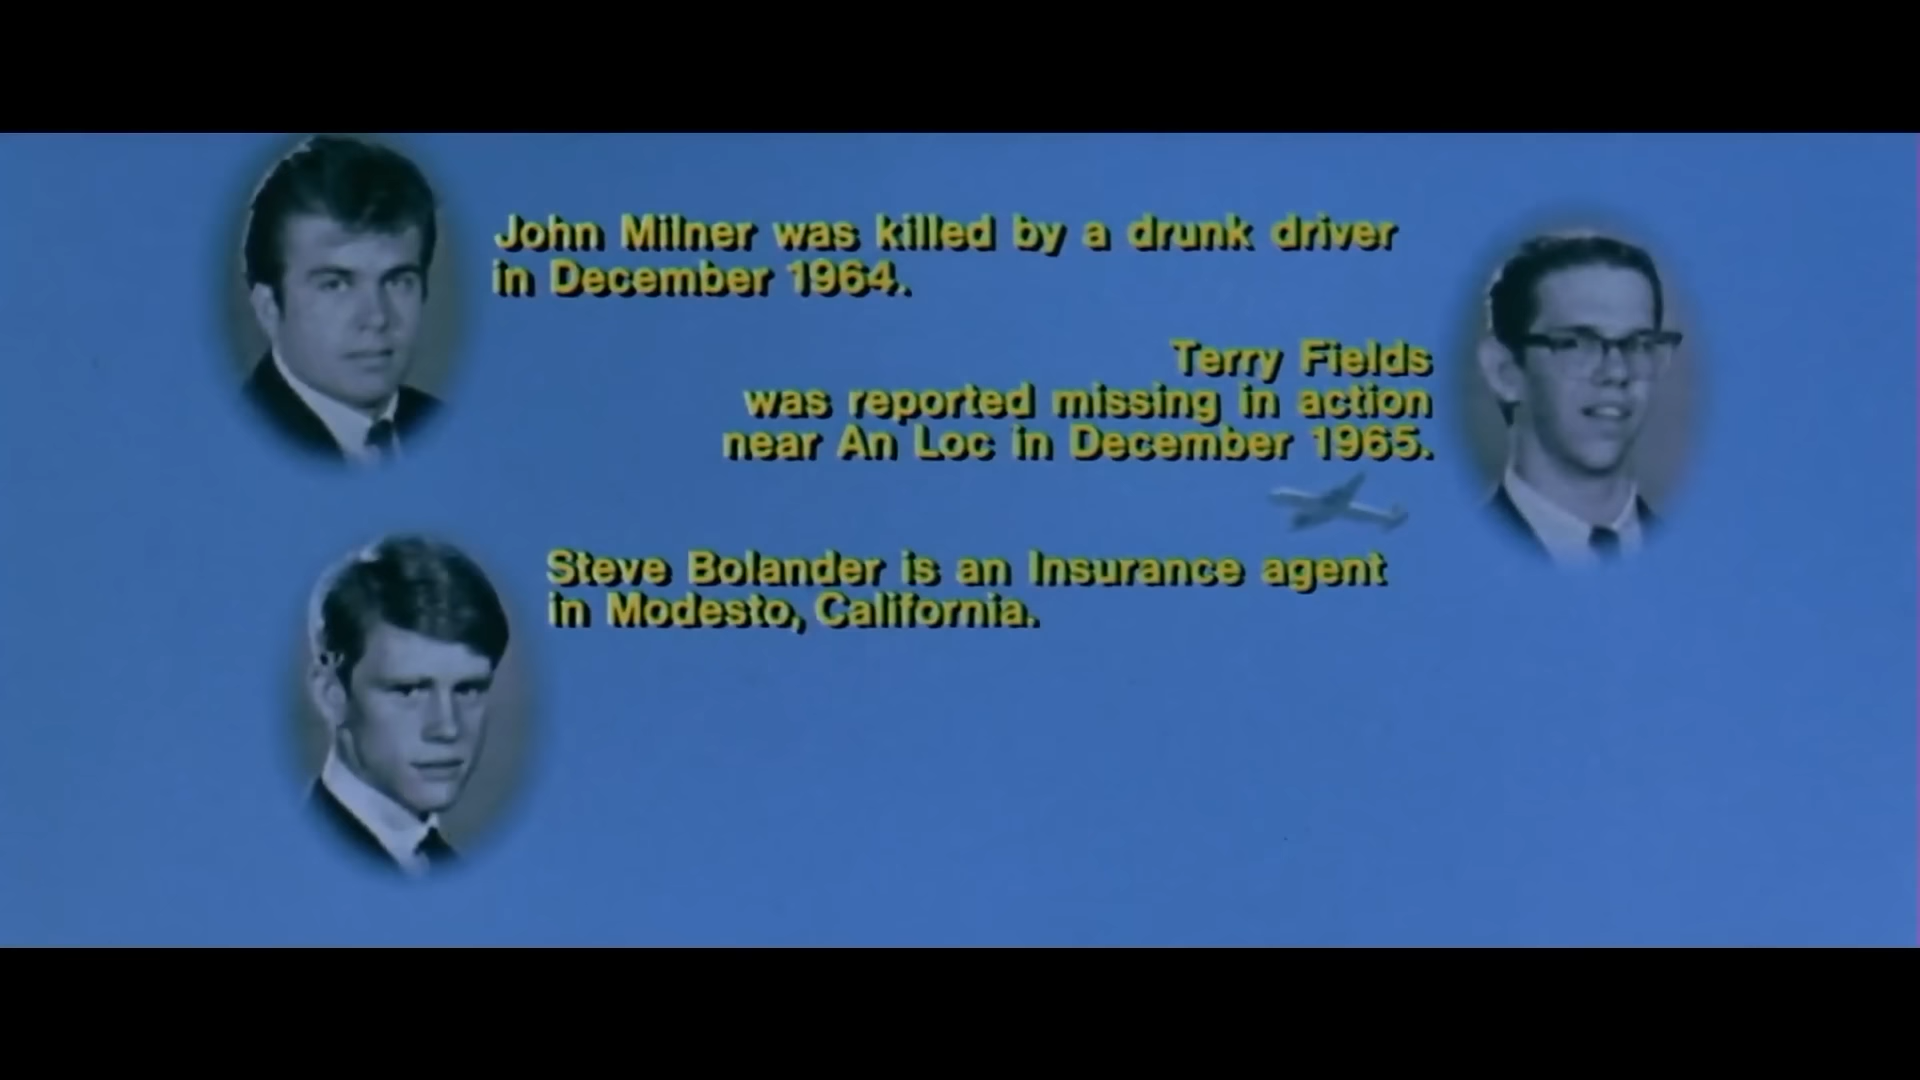 John Milner was killed by a drunk driver
in December 1964.
Terry Fields
was reported missing in action
near An Loc in December 1965.
Steve Bolander is an Insurance agent
in Modesto, California.